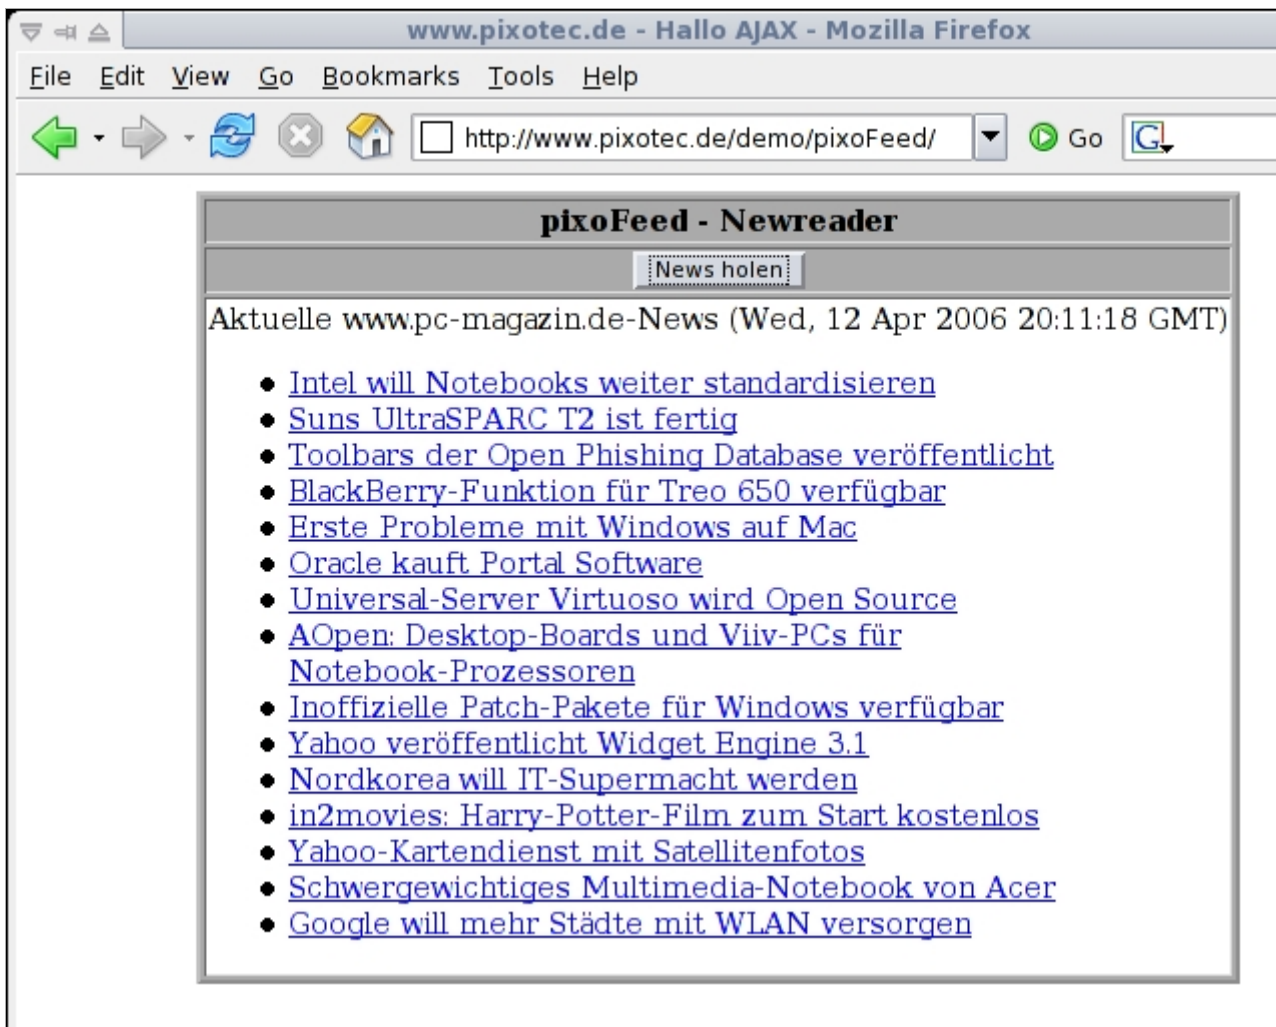 www.pixotec.de - Hallo AJAX - Mozilla Firefox
File Edit View Go Bookmarks Tools Help
http://www.pixotec.de/demo/pixoFeed/ Go G
pixoFeed - Newreader
News holen
Aktuelle www.pc-magazin.de-News (Wed, 12 Apr 2006 20:11:18 GMT)
Intel will Notebooks weiter standardisieren
Suns UltraSPARC T2 ist fertig
Toolbars der Open Phishing Database veröffentlicht
BlackBerry-Funktion für Treo 650 verfügbar
Erste Probleme mit Windows auf Mac
Oracle kauft Portal Software
Universal-Server Virtuoso wird Open Source
AOpen: Desktop-Boards und Viiv-PCs für
Notebook-Prozessoren
Inoffizielle Patch-Pakete für Windows verfügbar
Yahoo veröffentlicht Widget Engine 3.1
Nordkorea will IT-Supermacht werden
in2movies: Harry-Potter-Film zum Start kostenlos
Yahoo-Kartendienst mit Satellitenfotos
Schwergewichtiges Multimedia-Notebook von Acer
Google will mehr Städte mit WLAN versorgen